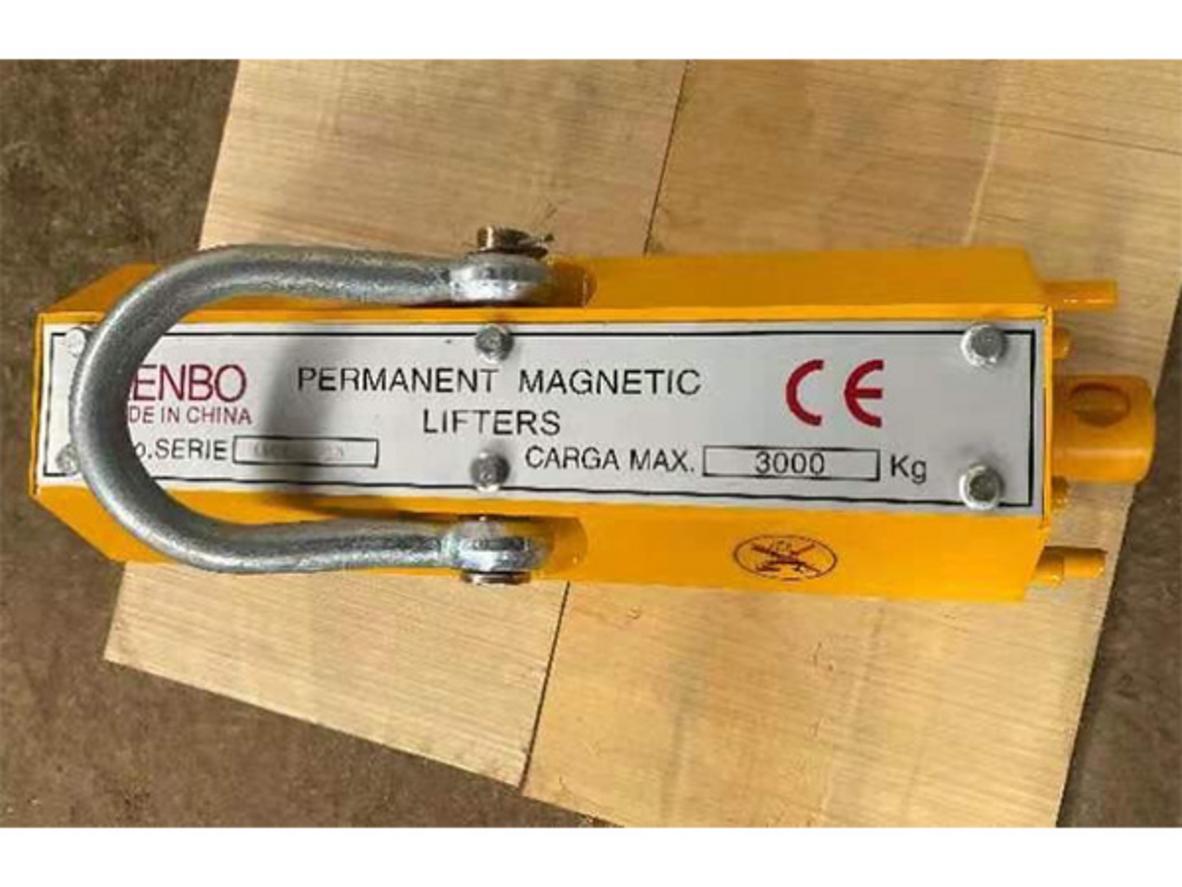 ENBO
DE IN CHINA
PERMANENT MAGNETIC
LIFTERS
CE
.SERIE
CARGA MAX. 3000 Kg